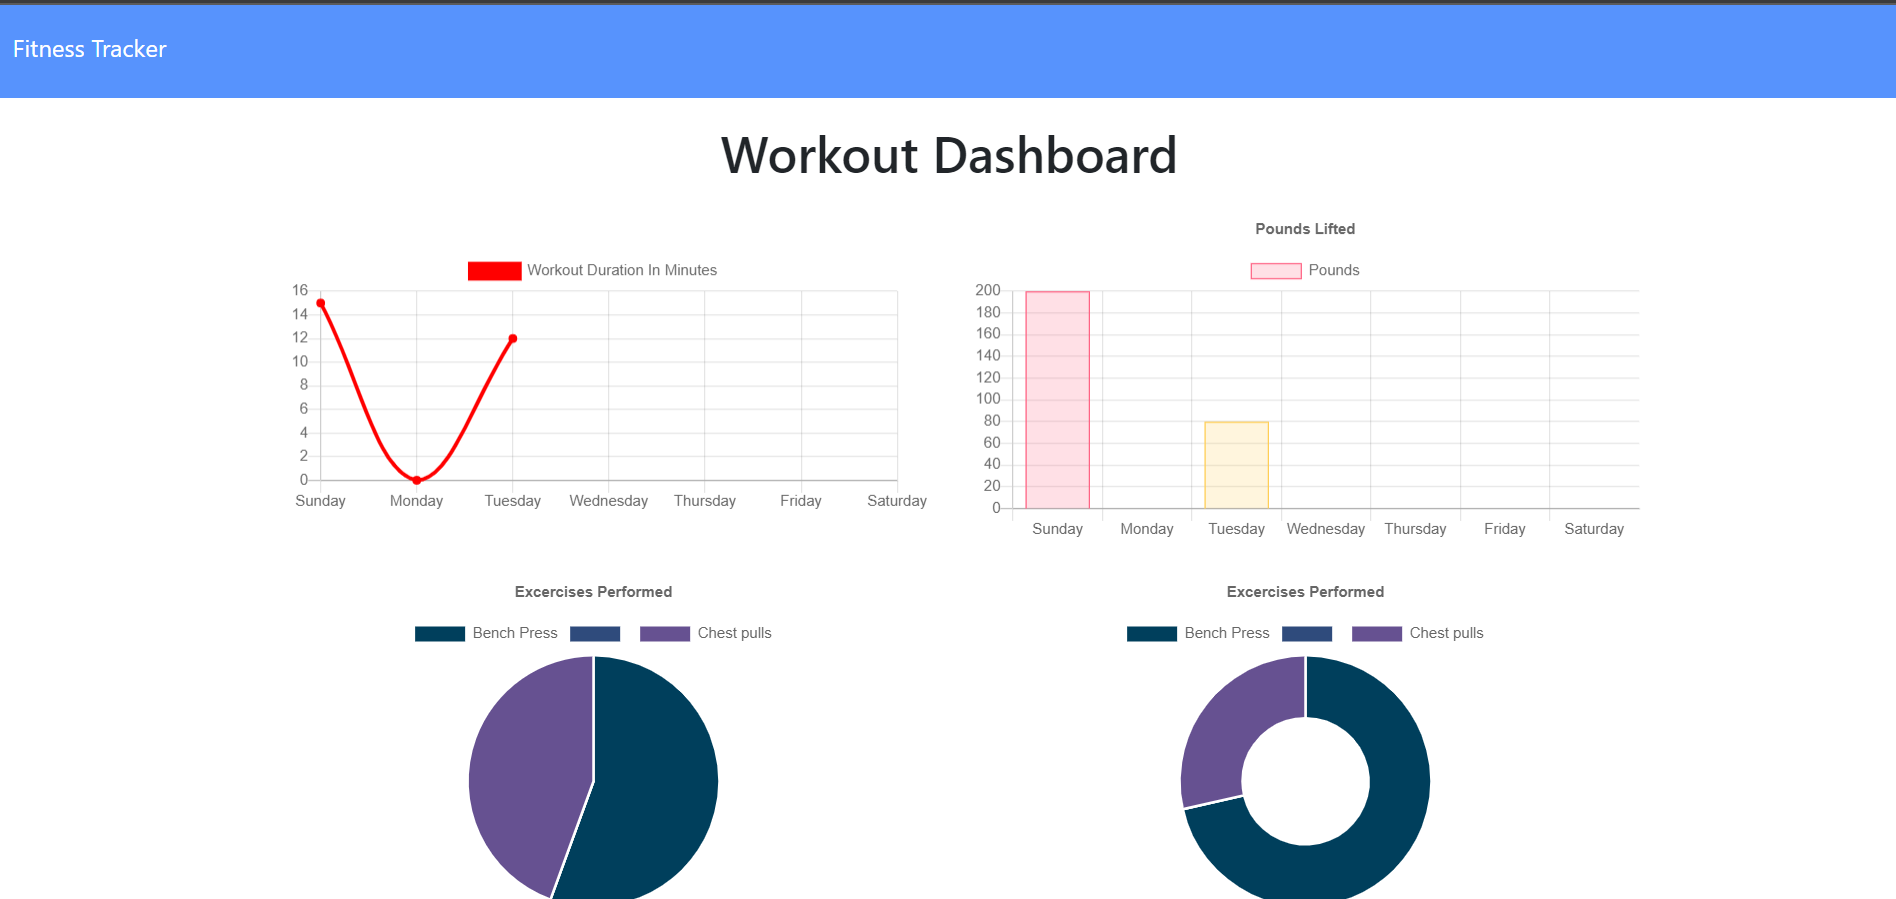 Fitness Tracker
Workout Dashboard
Workout Duration In Minutes
16
14
12
10
8
6
4
2
0
Sunday Monday Tuesday Wednesday Thursday Friday Saturday
Pounds Lifted
Pounds
200
180
160
140
120
100
80
60
40
20
0
Sunday Monday Tuesday Wednesday Thursday Friday Saturday
Excercises Performed
Bench Press Chest pulls
Excercises Performed
Bench Press Chest pulls